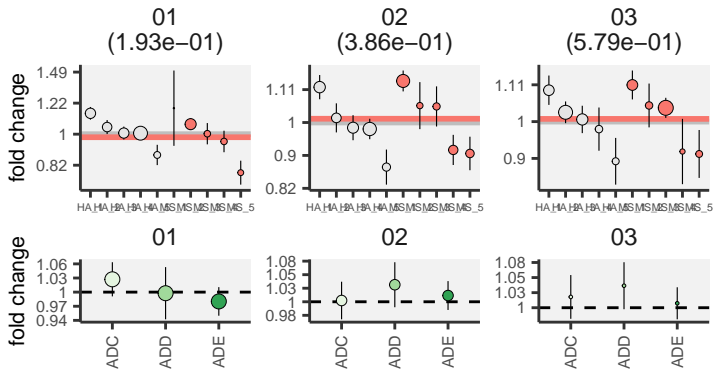 01
(1.93e−01)
02
(3.86e−01)
03
(5.79e−01)
fold change
1.49
1.22
1
0.82
1.11
1
0.9
0.82
1.11
1
0.9
01
02
03
fold change
1.06
1.03
1
0.97
0.94
1.08
1.05
1.03
1
0.98
1.08
1.05
1.03
1
ADC
ADD
ADE
ADC
ADD
ADE
ADC
ADD
ADE